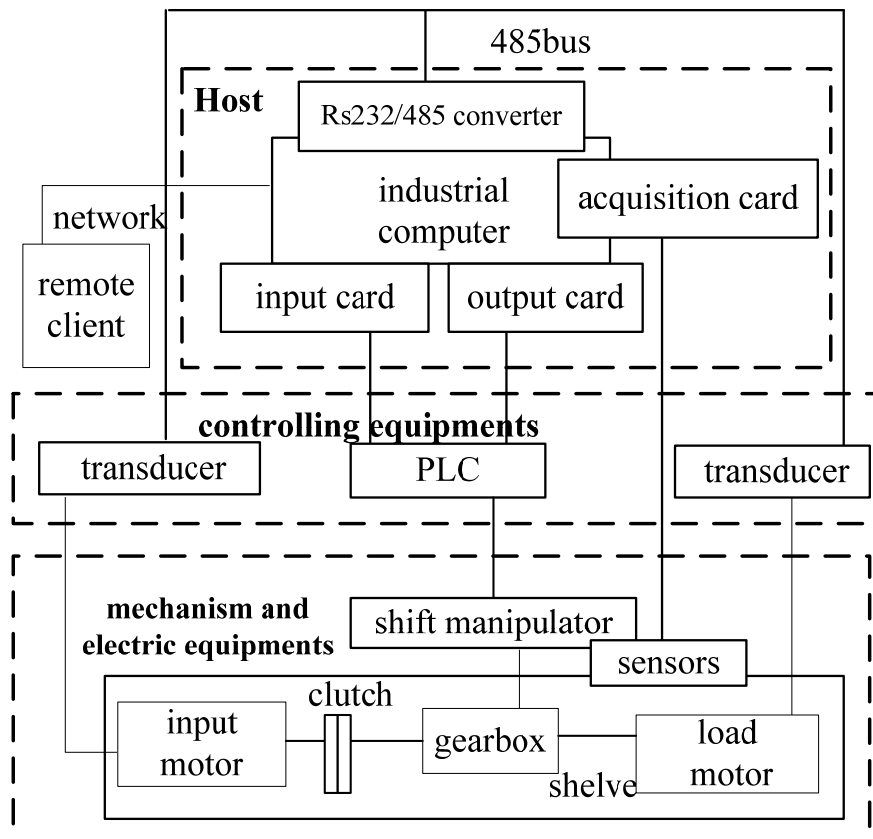 485bus
Host
Rs232/485 converter
industrial
computer
acquisition card
network
remote
client
input card
output card
controlling equipments
transducer
PLC
transducer
mechanism and
electric equipments
shift manipulator
sensors
clutch
input
motor
gearbox
load
motor
shelve